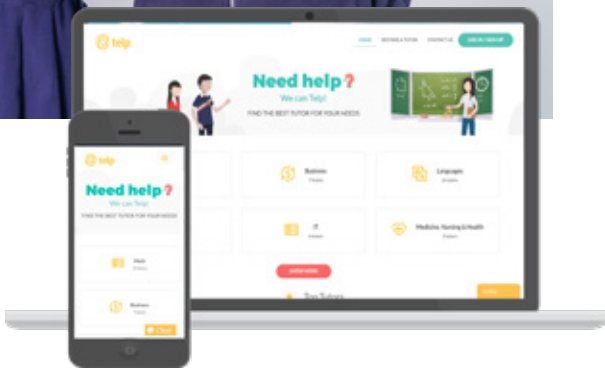 telp
HOME BECOME A TUTOR CONTACT US LOG IN / SIGN UP
Need help?
We can Telp!
FIND THE BEST TUTOR FOR YOUR NEEDS
Business
Languages
IT
Medicine, Nursing & Health
SHOW MORE
Top Tutors
telp
Need help?
We can Telp!
FIND THE BEST TUTOR FOR YOUR NEEDS
Math
Business
Chat